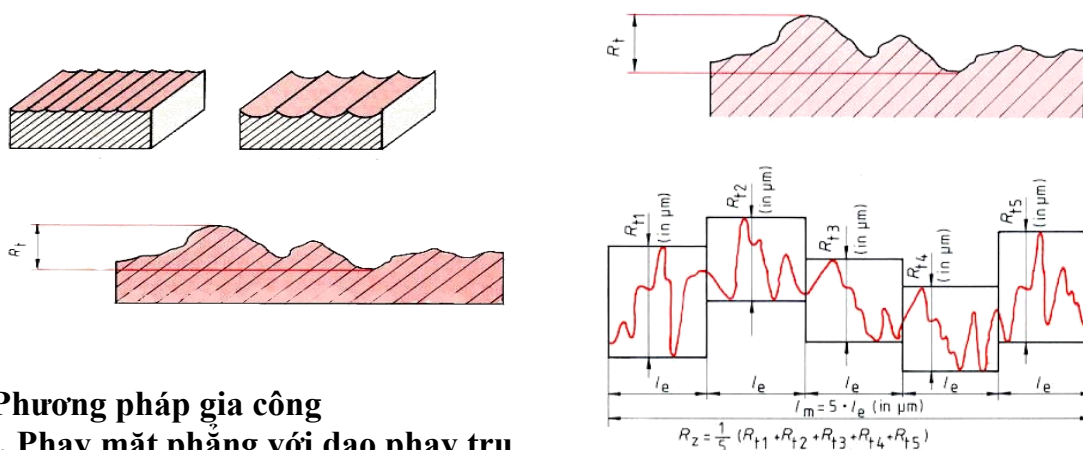 Rt
Rt
Rt1 (in µm)
Rt2 (in µm)
Rt3 (in µm)
Rt4 (in µm)
Rt5 (in µm)
le le le le le
lm = 5 · le (in µm)
Rz = 1/5 (Rt1 + Rt2 + Rt3 + Rt4 + Rt5)
Phương pháp gia công
. Phay mặt phẳng với dao phay trụ